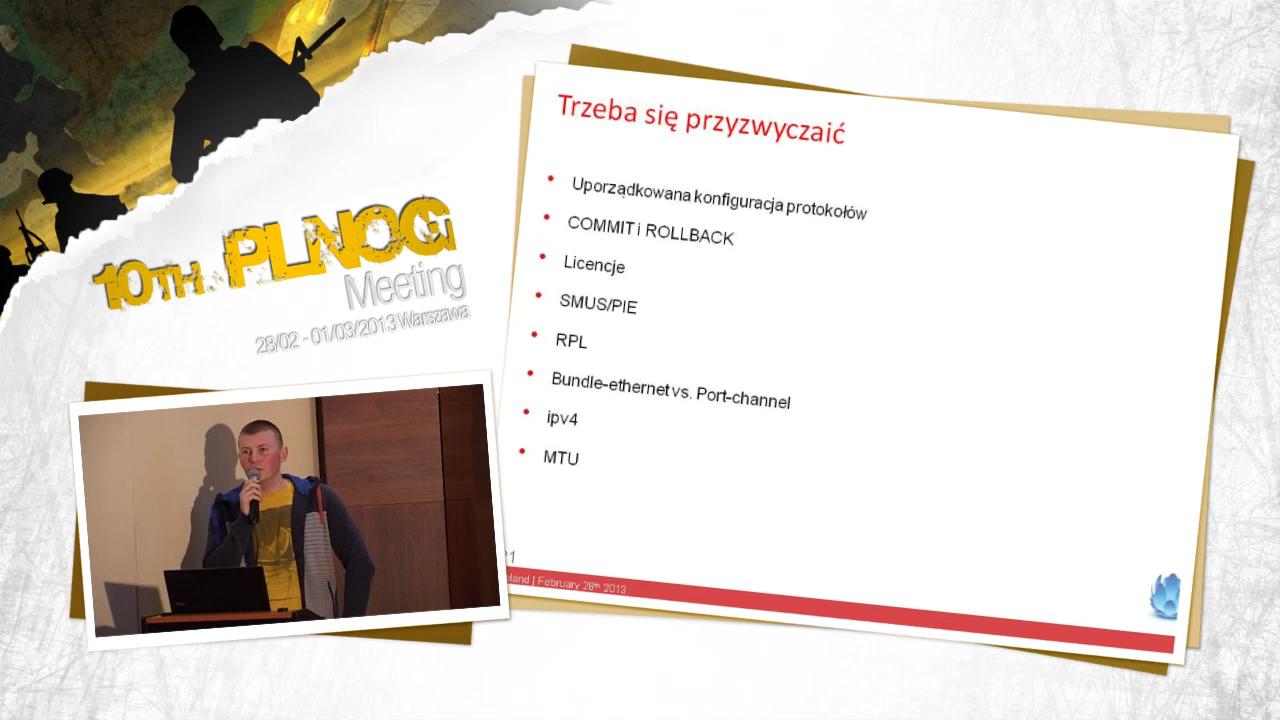 10TH PLNOG
Meeting
28/02 - 01/03/2013 Warszawa
Trzeba się przyzwyczaić
Uporządkowana konfiguracja protokołów
COMMIT i ROLLBACK
Licencje
SMUS/PIE
RPL
Bundle-ethernet vs. Port-channel
ipv4
MTU
| February 28th 2013